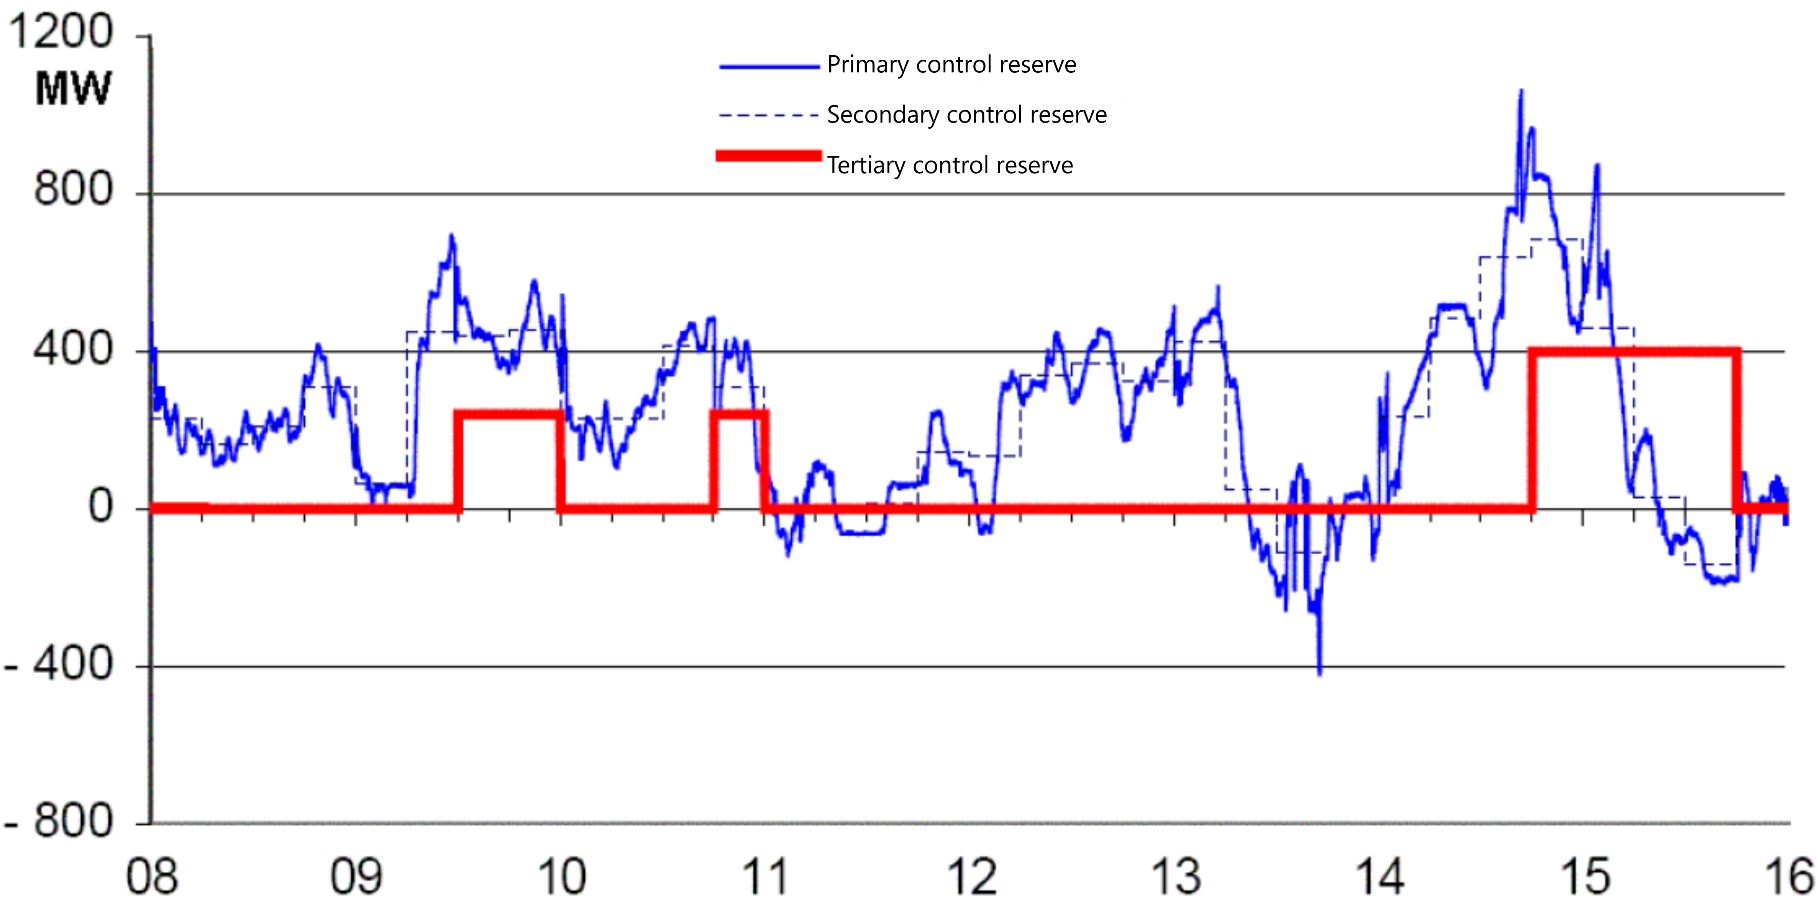 1200
MW
Primary control reserve
Secondary control reserve
Tertiary control reserve
800
400
0
- 400
- 800
08 09 10 11 12 13 14 15 16